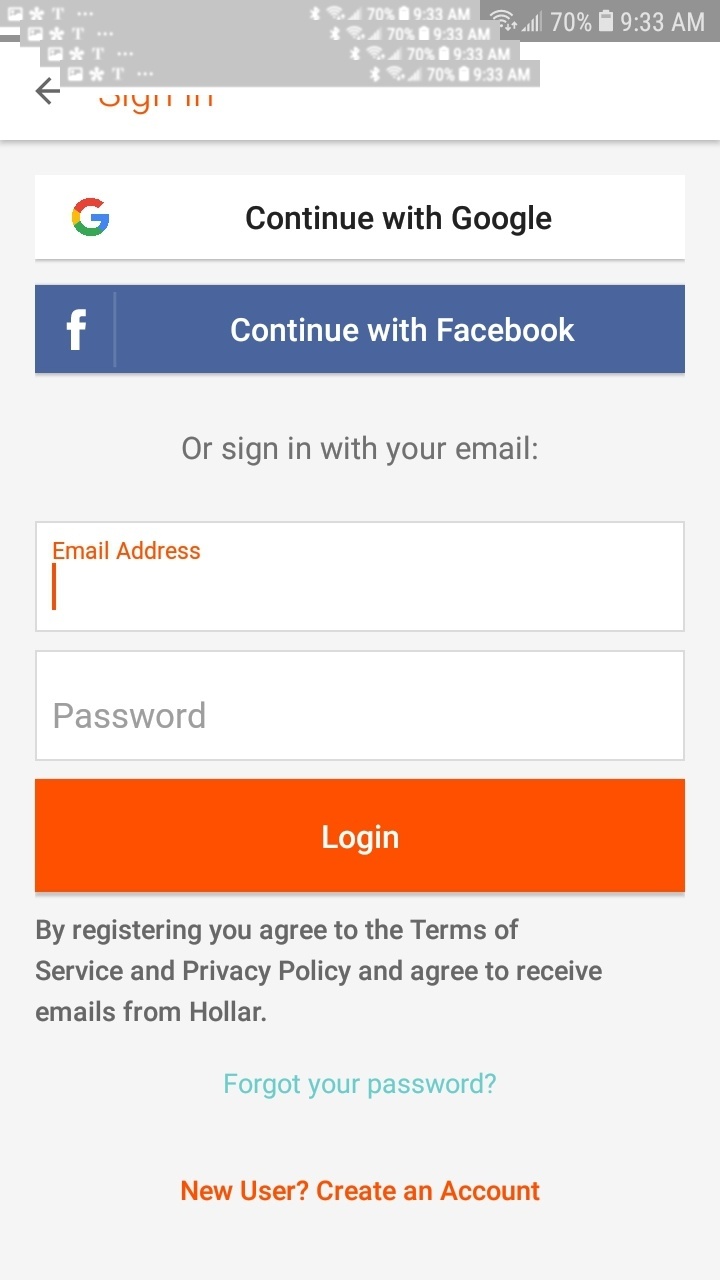 T ... 70% 9:33 AM 70% 9:33 AM
T ... 70% 9:33 AM
T ... 70% 9:33 AM
T ... 70% 9:33 AM
Sign In
Continue with Google
f Continue with Facebook
Or sign in with your email:
Email Address
Password
Login
By registering you agree to the Terms of
Service and Privacy Policy and agree to receive
emails from Hollar.
Forgot your password?
New User? Create an Account